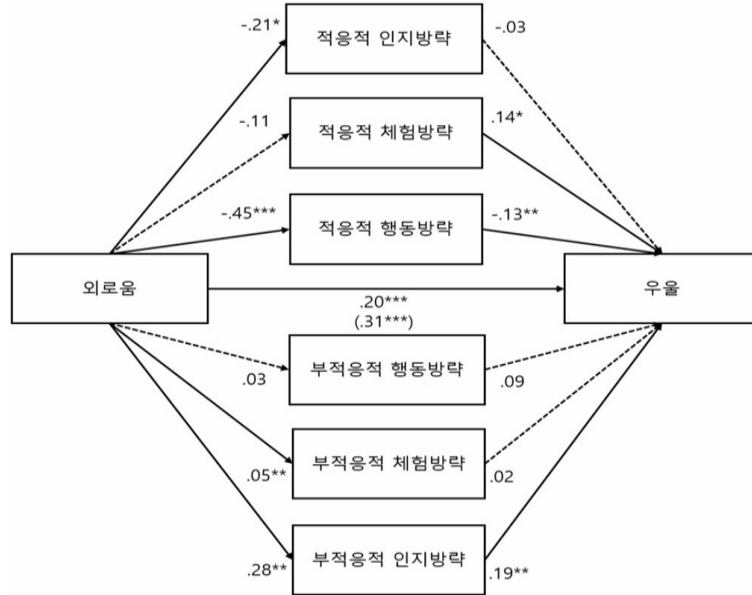 -.21*
적응적 인지방략
-.03
-.11
적응적 체험방략
.14*
-.45***
적응적 행동방략
-.13**
외로움
우울
.20***
(.31***)
부적응적 행동방략
.03
.09
부적응적 체험방략
.05**
.02
부적응적 인지방략
.28**
.19**